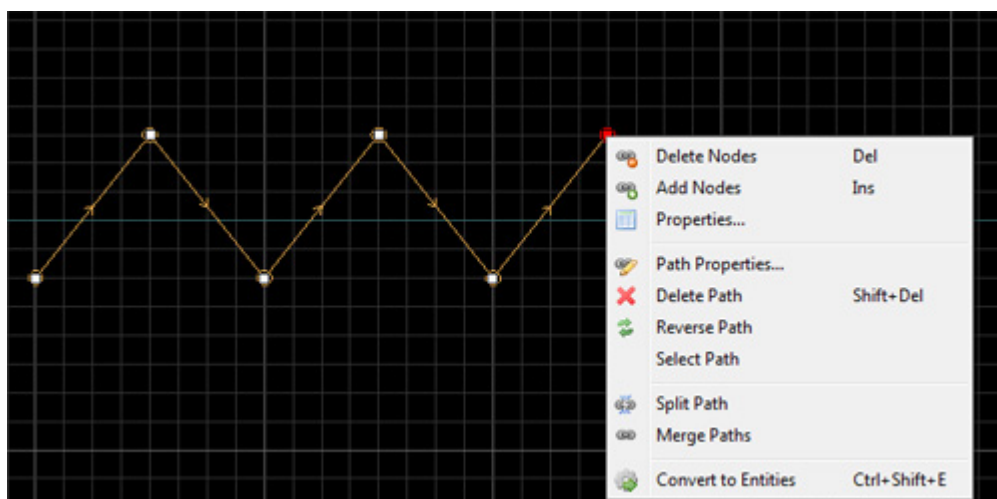 Delete Nodes Del
Add Nodes Ins
Properties...
Path Properties...
Delete Path Shift+Del
Reverse Path
Select Path
Split Path
Merge Paths
Convert to Entities Ctrl+Shift+E